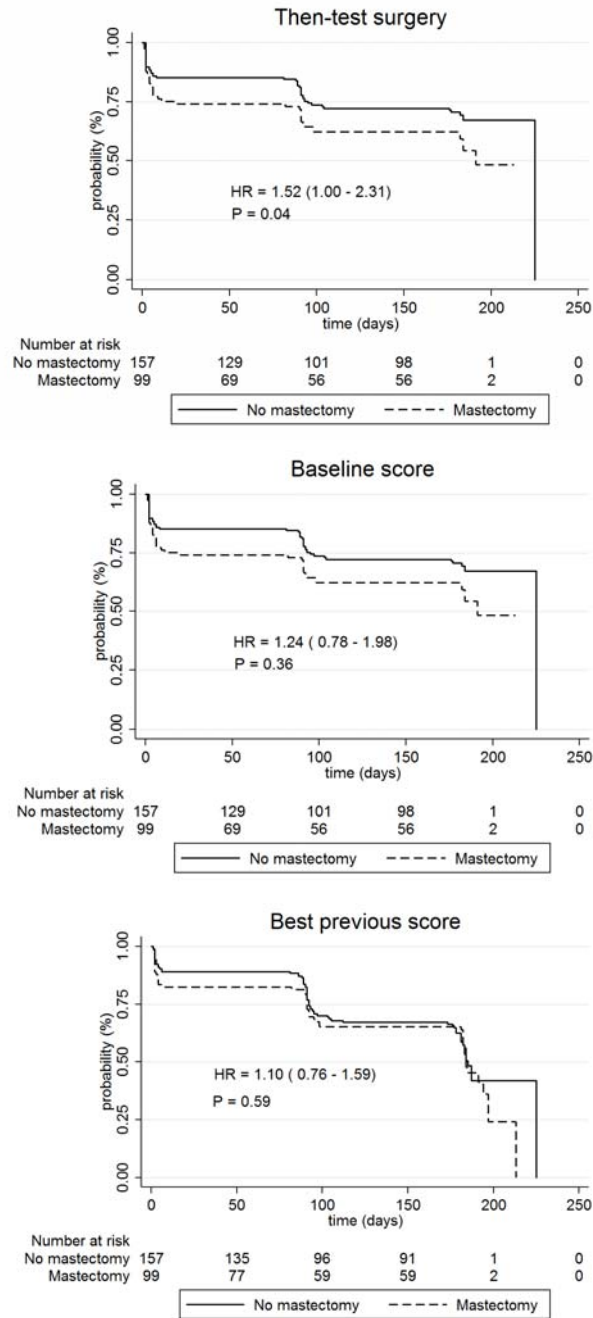 Then-test surgery
1.00
0.75
0.50
0.25
0.00
probability (%)
HR = 1.52 (1.00 - 2.31)
P = 0.04
0 50 100 150 200 250
time (days)
Number at risk
No mastectomy 157 129 101 98 1 0
Mastectomy 99 69 56 56 2 0
No mastectomy Mastectomy
Baseline score
1.00
0.75
0.50
0.25
0.00
probability (%)
HR = 1.24 ( 0.78 - 1.98)
P = 0.36
0 50 100 150 200 250
time (days)
Number at risk
No mastectomy 157 129 101 98 1 0
Mastectomy 99 69 56 56 2 0
No mastectomy Mastectomy
Best previous score
1.00
0.75
0.50
0.25
0.00
probability (%)
HR = 1.10 ( 0.76 - 1.59)
P = 0.59
0 50 100 150 200 250
time (days)
Number at risk
No mastectomy 157 135 96 91 1 0
Mastectomy 99 77 59 59 2 0
No mastectomy Mastectomy